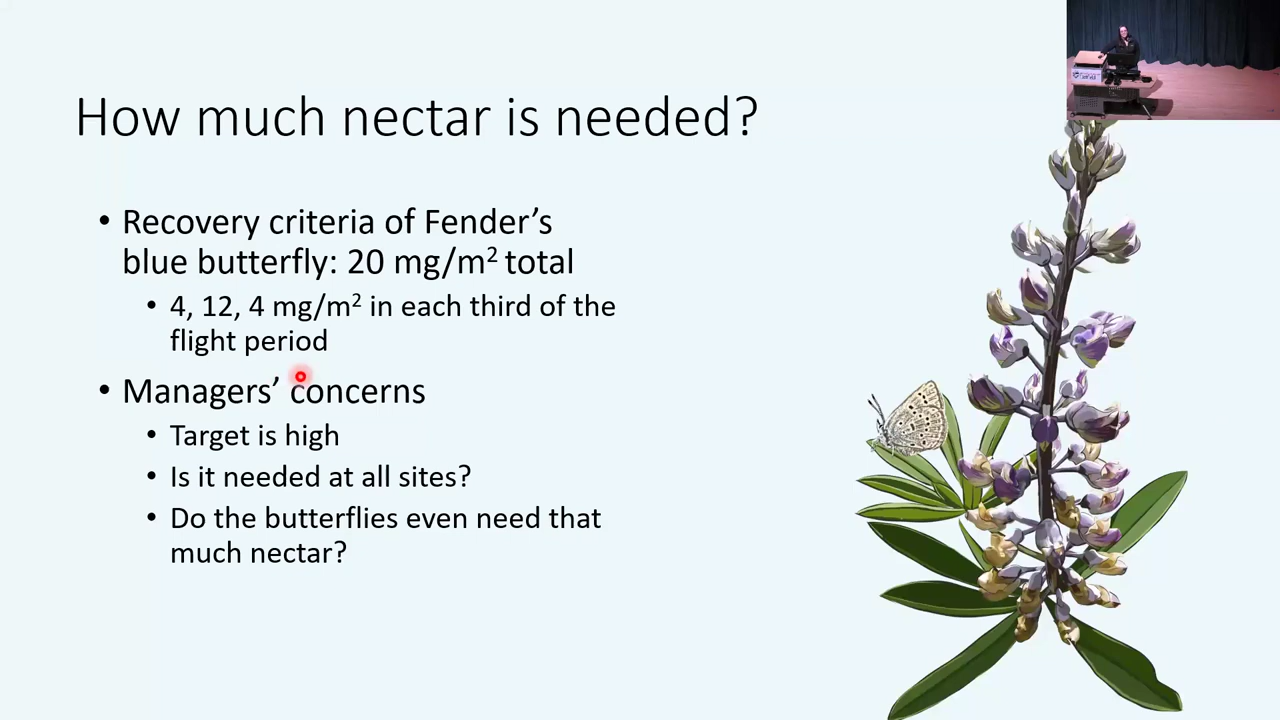 How much nectar is needed?
• Recovery criteria of Fender’s
blue butterfly: 20 mg/m² total
• 4, 12, 4 mg/m² in each third of the
flight period
• Managers’ concerns
• Target is high
• Is it needed at all sites?
• Do the butterflies even need that
much nectar?